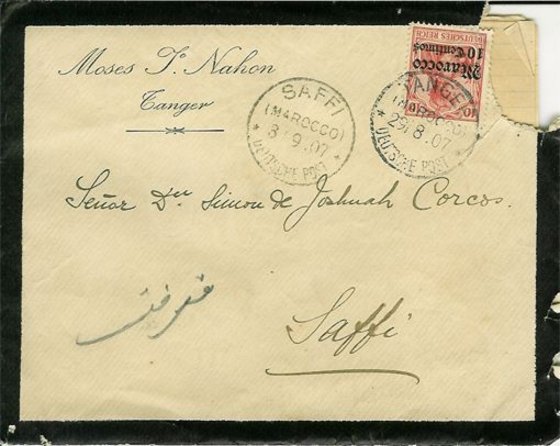 Moses I. Nahon
Tanger
SAFFI
(MAROCCO)
9.07
DEUTSCHE POST
DEUTSCHES REICH
Marocco
10 Centimos
10
TANGER
(MAROCCO)
29.8.07
DEUTSCHE POST
Señor Dn Simon de Joshuah Corcos.
Saffi